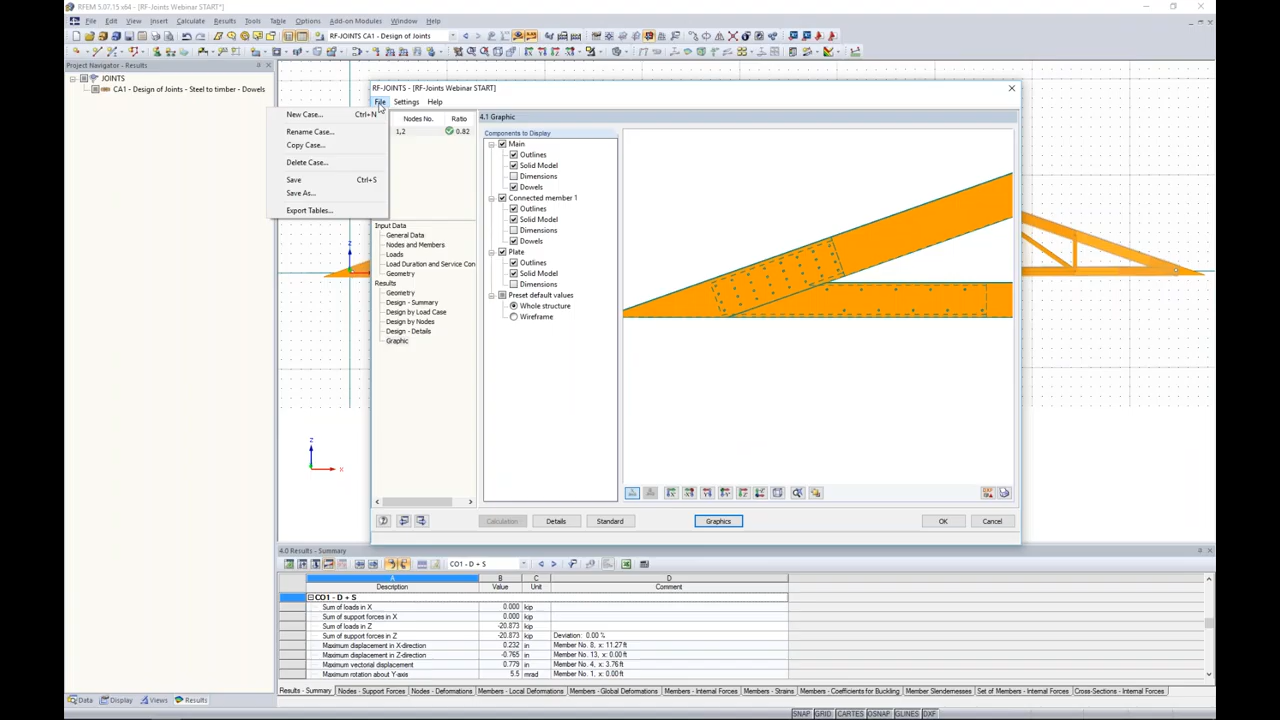 RFEM 5.07.15 x64 - [RF-Joints Webinar START*]
File Edit View Insert Calculate Results Tools Table Options Add-on Modules Window Help
RF-JOINTS CA1 - Design of Joints
Project Navigator - Results
JOINTS
CA1 - Design of Joints - Steel to timber - Dowels
RF-JOINTS - [RF-Joints Webinar START]
File Settings Help
New Case... Ctrl+N
Rename Case...
Copy Case...
Delete Case...
Save Ctrl+S
Save As...
Export Tables...
Nodes No. Ratio
1,2 0.82
Input Data
General Data
Nodes and Members
Loads
Load Duration and Service Con
Geometry
Results
Geometry
Design - Summary
Design by Load Case
Design by Nodes
Design - Details
Graphic
4.1 Graphic
Components to Display
Main
Outlines
Solid Model
Dimensions
Dowels
Connected member 1
Outlines
Solid Model
Dimensions
Dowels
Plate
Outlines
Solid Model
Dimensions
Preset default values
Whole structure
Wireframe
Z
Z
X
Calculation Details Standard Graphics OK Cancel
4.0 Results - Summary
CO1 - D + S
A B C D
Description Value Unit Comment
CO1 - D + S
Sum of loads in X 0.000 kip
Sum of support forces in X 0.000 kip
Sum of loads in Z -20.873 kip
Sum of support forces in Z -20.873 kip Deviation: 0.00 %
Maximum displacement in X-direction 0.232 in Member No. 8, x: 11.27 ft
Maximum displacement in Z-direction -0.765 in Member No. 13, x: 0.00 ft
Maximum vectorial displacement 0.779 in Member No. 4, x: 3.76 ft
Maximum rotation about Y-axis 5.5 mrad Member No. 1, x: 0.00 ft
Results - Summary Nodes - Support Forces Nodes - Deformations Members - Local Deformations Members - Global Deformations Members - Internal Forces Members - Strains Members - Coefficients for Buckling Member Slendernesses Set of Members - Internal Forces Cross-Sections - Internal Forces
Data Display Views Results
SNAP GRID CARTES OSNAP GLINES DXF